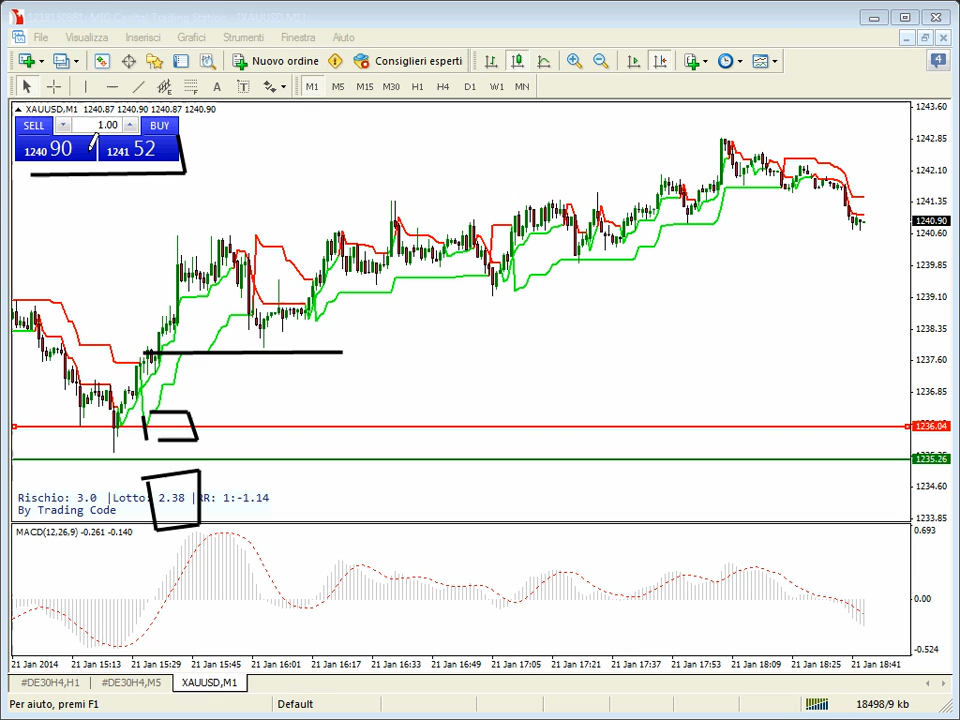 File Visualizza Inserisci Grafici Strumenti Finestra Aiuto
Nuovo ordine Consiglieri esperti 4
A T M1 M5 M15 M30 H1 H4 D1 W1 MN
XAUUSD,M1 1240.87 1240.90 1240.87 1240.90
SELL 1.00 BUY
1240 90 1241 52
1243.60
1242.85
1242.10
1241.35
1240.90
1240.60
1239.85
1239.10
1238.35
1237.60
1236.85
1236.04
1235.26
1234.60
1233.85
Rischio: 3.0 |Lotto: 2.38 |RR: 1:-1.14
By Trading Code
MACD(12,26,9) -0.261 -0.140
0.693
0.00
-0.524
21 Jan 2014 21 Jan 15:13 21 Jan 15:29 21 Jan 15:45 21 Jan 16:01 21 Jan 16:17 21 Jan 16:33 21 Jan 16:49 21 Jan 17:05 21 Jan 17:21 21 Jan 17:37 21 Jan 17:53 21 Jan 18:09 21 Jan 18:25 21 Jan 18:41
#DE30H4,H1 #DE30H4,M5 XAUUSD,M1
Per aiuto, premi F1 Default 18498/9 kb